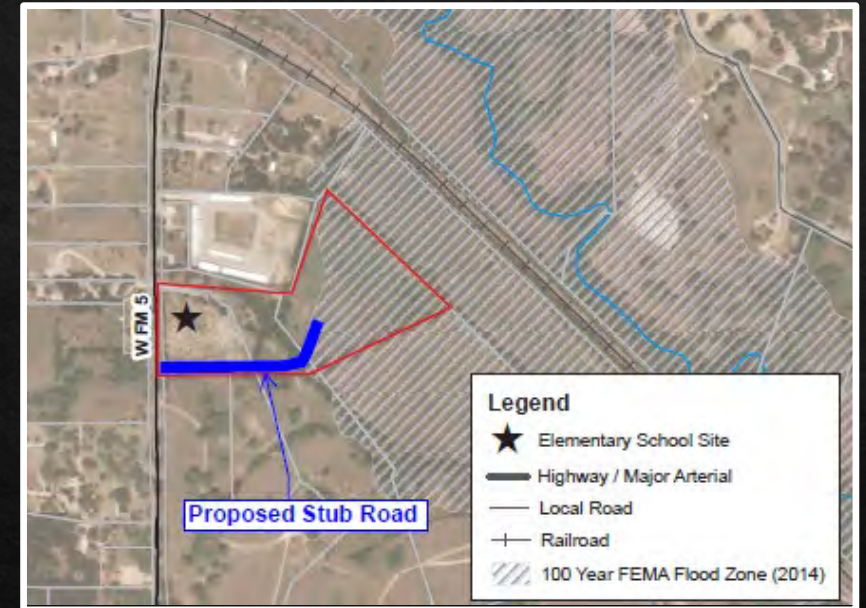 W FM 5
Proposed Stub Road
Legend
Elementary School Site
Highway / Major Arterial
Local Road
Railroad
100 Year FEMA Flood Zone (2014)